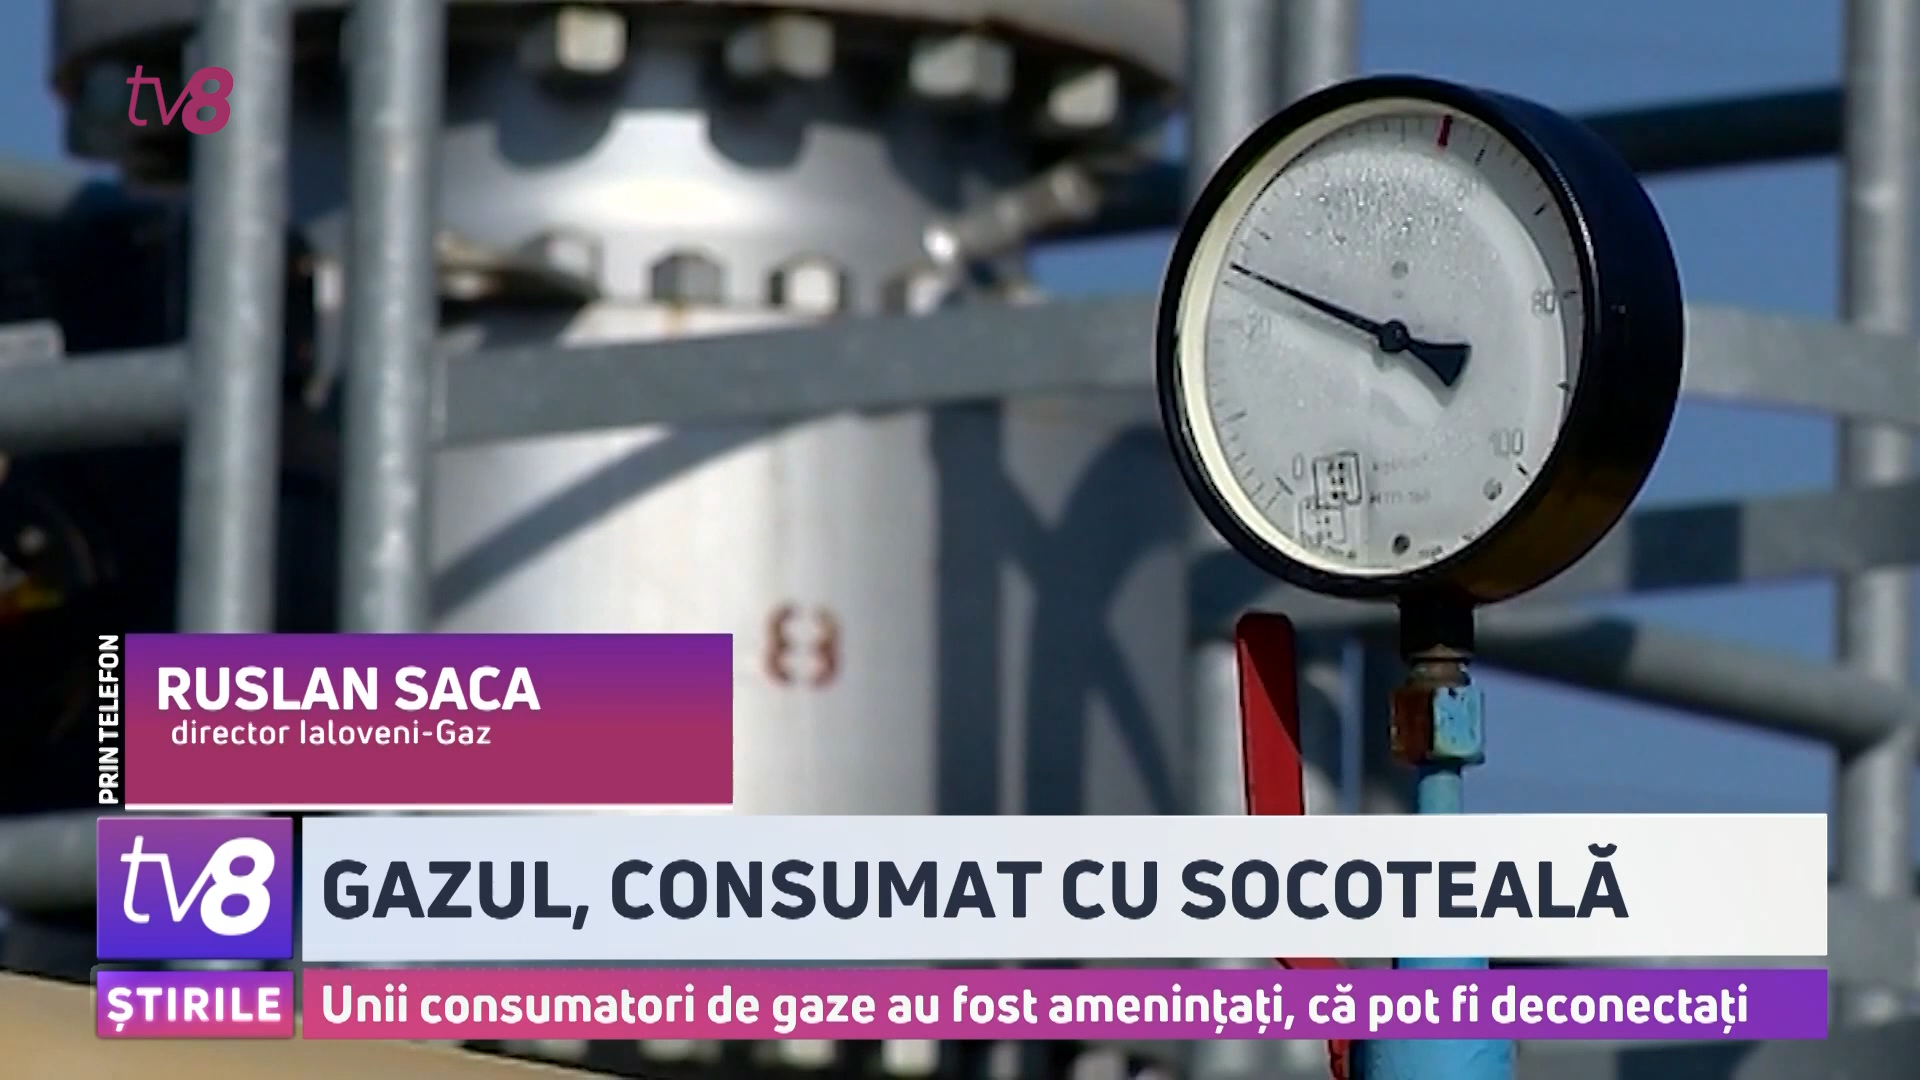 tv8
80
20
0
100
PRIN TELEFON
RUSLAN SACA
director Ialoveni-Gaz
tv8
GAZUL, CONSUMAT CU SOCOTEALĂ
ȘTIRILE
Unii consumatori de gaze au fost amenințați, că pot fi deconectați